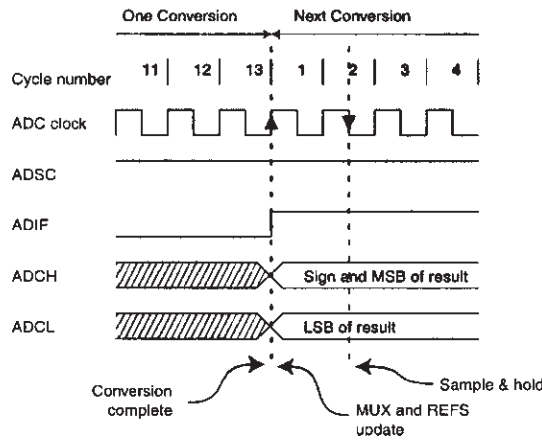 One Conversion Next Conversion
Cycle number 11 12 13 1 2 3 4
ADC clock
ADSC
ADIF
ADCH Sign and MSB of result
ADCL LSB of result
Sample & hold
Conversion complete
MUX and REFS update